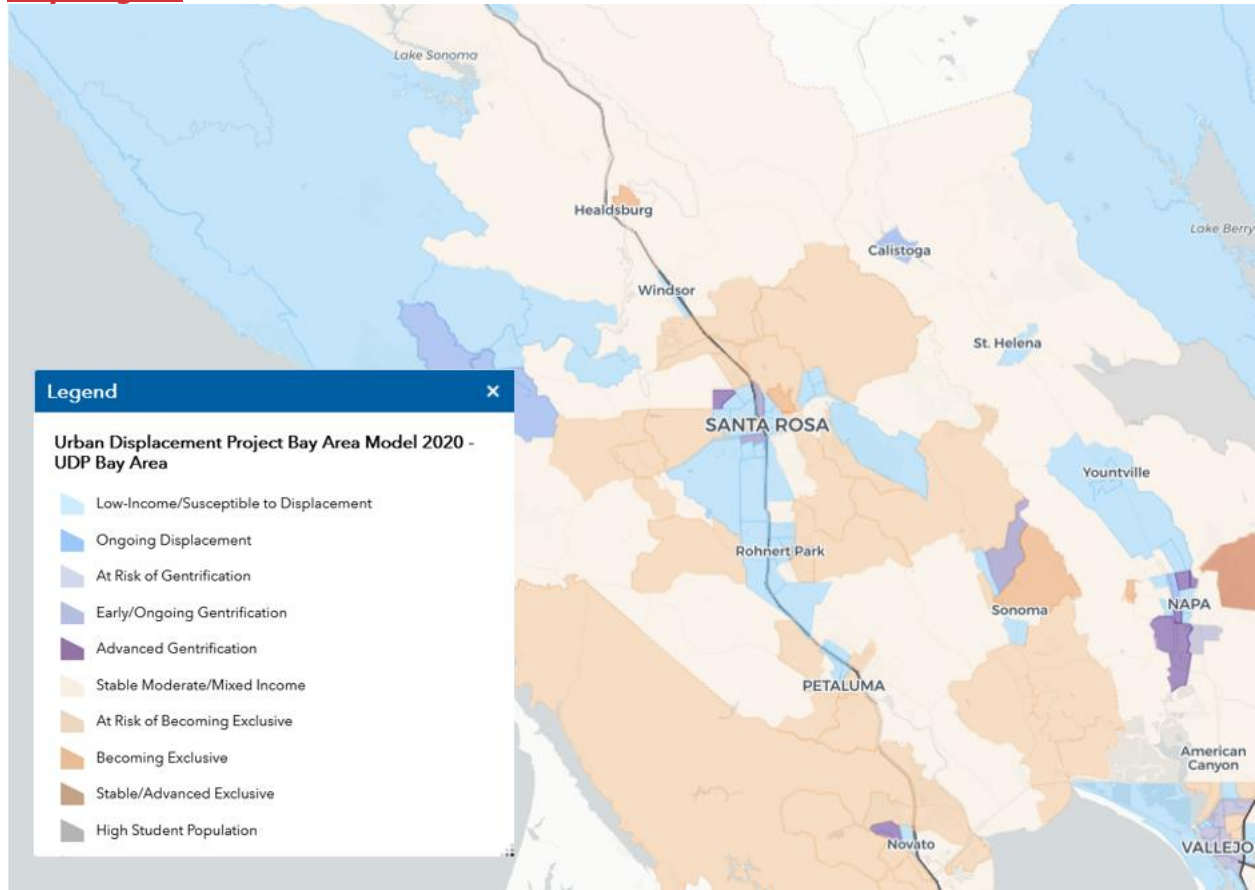 Lake Sonoma
Healdsburg
Calistoga
Lake Berry
Windsor
St. Helena
SANTA ROSA
Yountville
Rohnert Park
Sonoma
NAPA
PETALUMA
American
Canyon
Novato
VALLEJO
Legend
Urban Displacement Project Bay Area Model 2020 -
UDP Bay Area
Low-Income/Susceptible to Displacement
Ongoing Displacement
At Risk of Gentrification
Early/Ongoing Gentrification
Advanced Gentrification
Stable Moderate/Mixed Income
At Risk of Becoming Exclusive
Becoming Exclusive
Stable/Advanced Exclusive
High Student Population